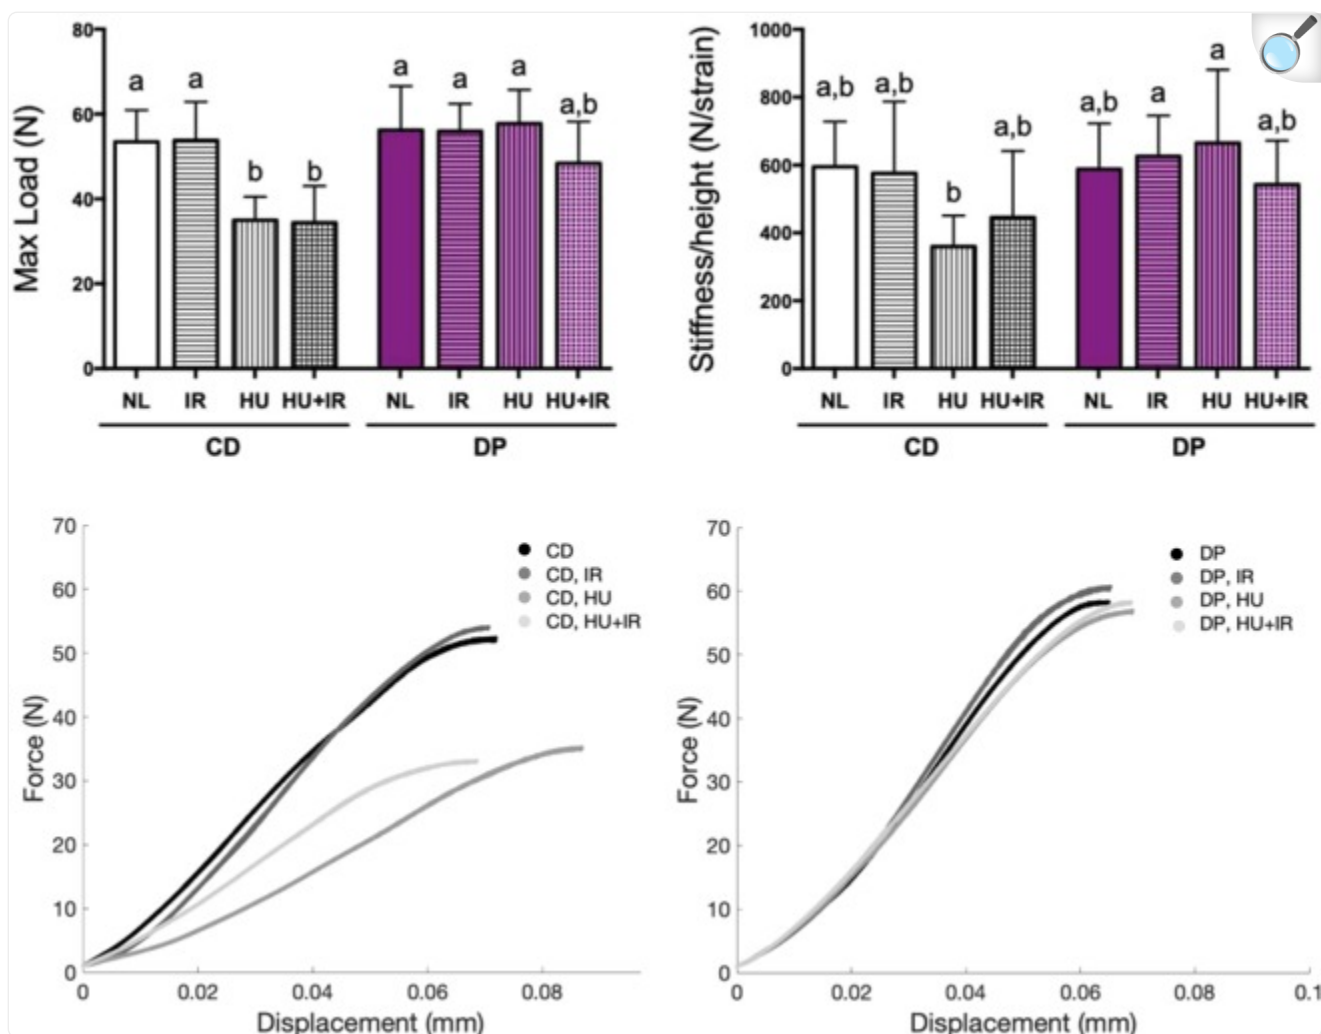 Max Load (N)
80
60
40
20
0
a
a
b
b
a
a
a
a,b
NL IR HU HU+IR NL IR HU HU+IR
CD DP
Stiffness/height (N/strain)
1000
800
600
400
200
0
a,b
a,b
b
a,b
a,b
a
a
a,b
NL IR HU HU+IR NL IR HU HU+IR
CD DP
Force (N)
70
60
50
40
30
20
10
0
CD
CD, IR
CD, HU
CD, HU+IR
0 0.02 0.04 0.06 0.08
Displacement (mm)
Force (N)
70
60
50
40
30
20
10
0
DP
DP, IR
DP, HU
DP, HU+IR
0 0.02 0.04 0.06 0.08 0.1
Displacement (mm)